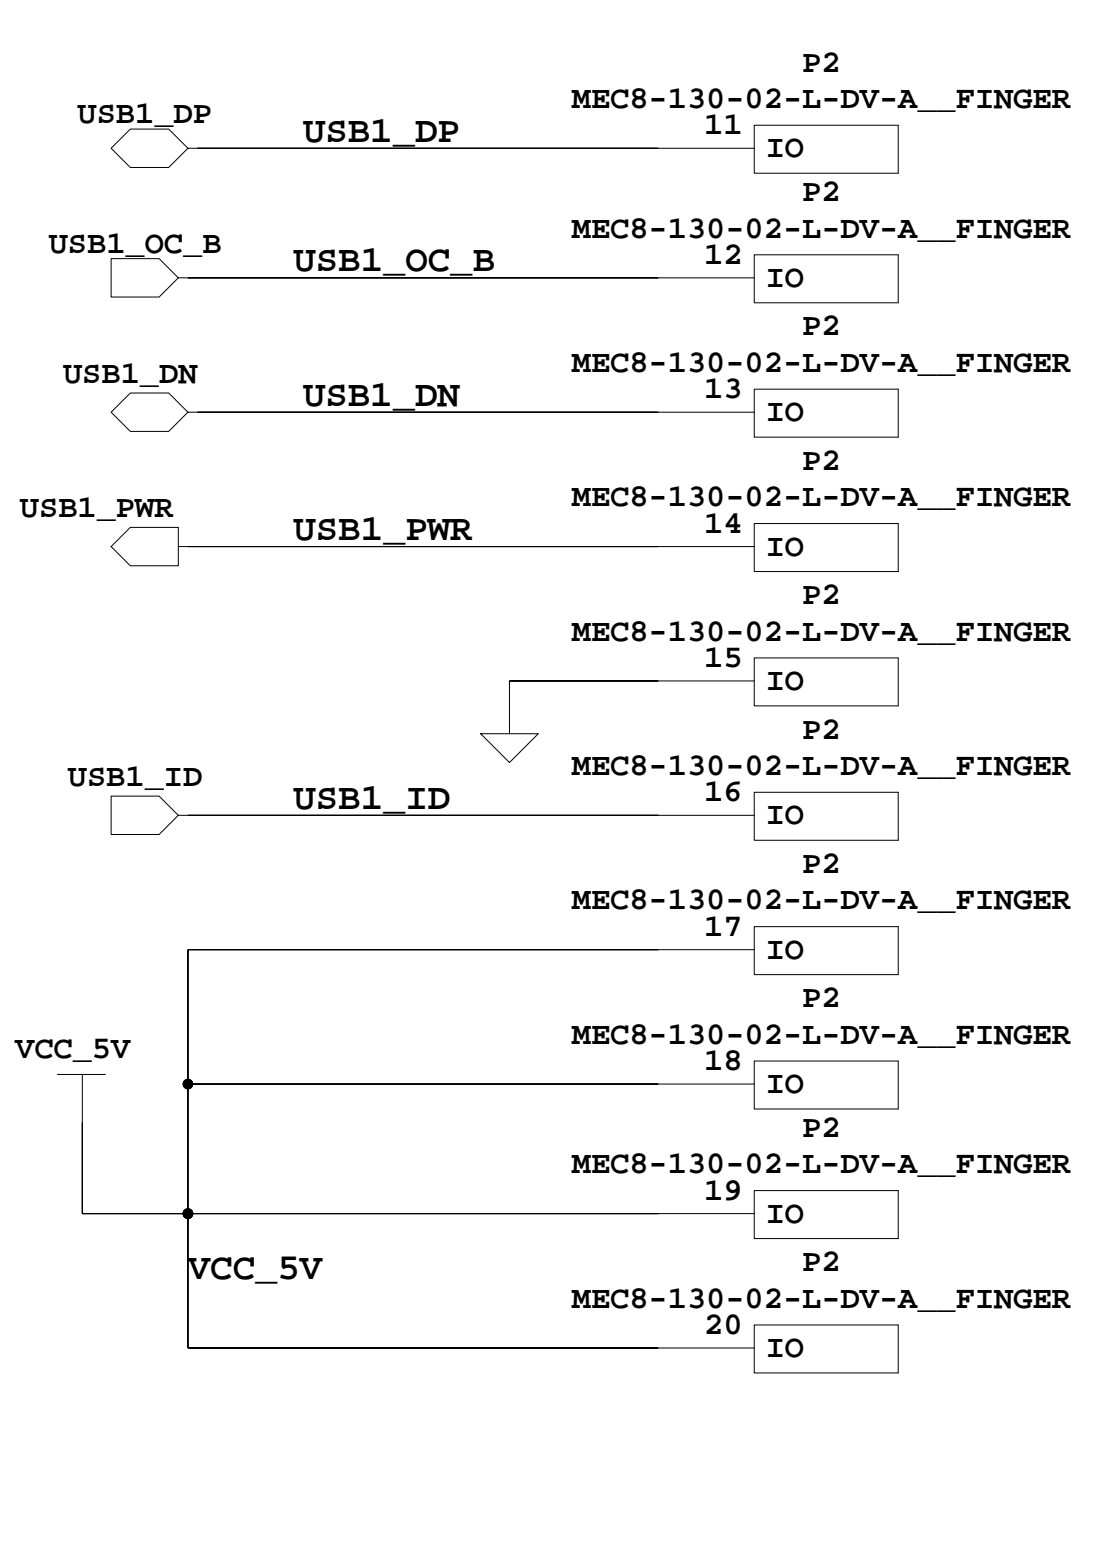 P2
MEC8-130-02-L-DV-A__FINGER
USB1_DP
USB1_DP
11
IO
P2
MEC8-130-02-L-DV-A__FINGER
USB1_OC_B
USB1_OC_B
12
IO
P2
MEC8-130-02-L-DV-A__FINGER
USB1_DN
USB1_DN
13
IO
P2
MEC8-130-02-L-DV-A__FINGER
USB1_PWR
USB1_PWR
14
IO
P2
MEC8-130-02-L-DV-A__FINGER
15
IO
P2
MEC8-130-02-L-DV-A__FINGER
USB1_ID
USB1_ID
16
IO
P2
MEC8-130-02-L-DV-A__FINGER
17
IO
P2
MEC8-130-02-L-DV-A__FINGER
VCC_5V
18
IO
P2
MEC8-130-02-L-DV-A__FINGER
19
IO
VCC_5V
P2
MEC8-130-02-L-DV-A__FINGER
20
IO